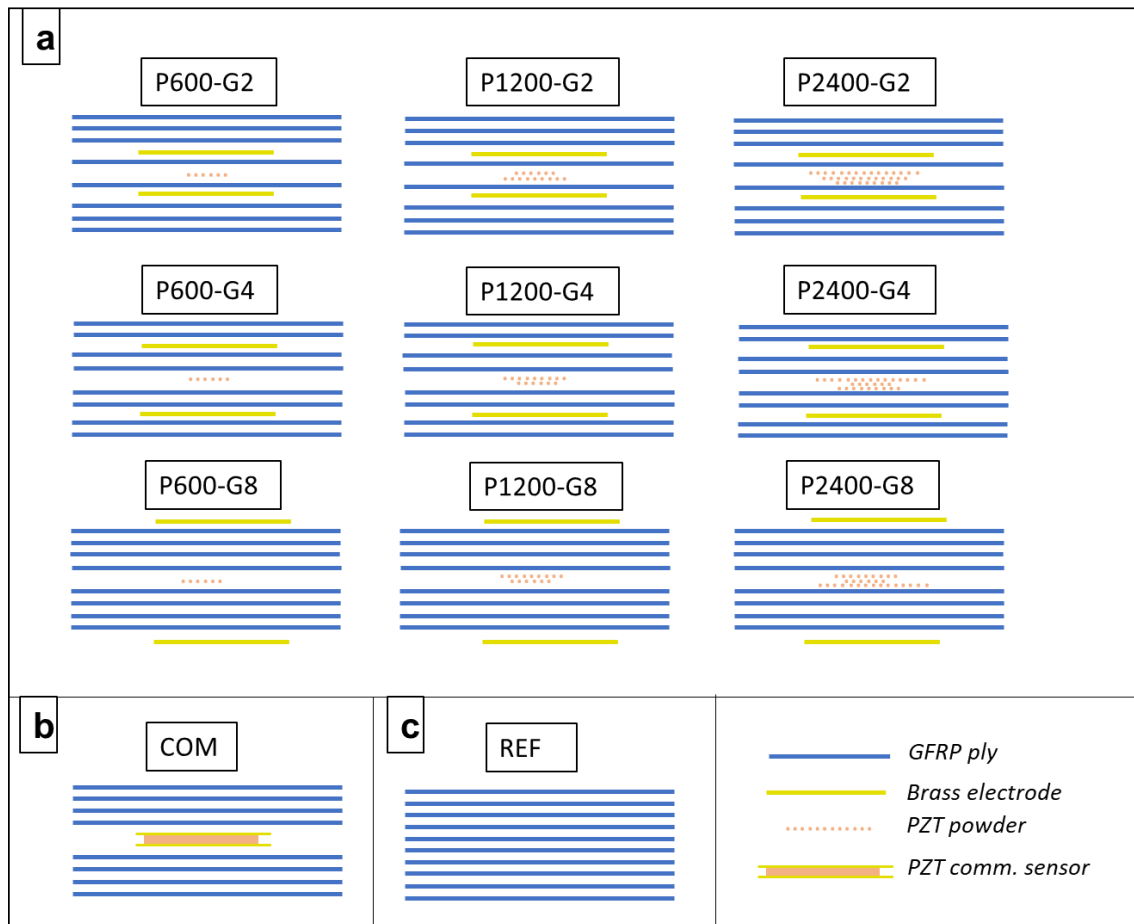 a
P600-G2
P1200-G2
P2400-G2
P600-G4
P1200-G4
P2400-G4
P600-G8
P1200-G8
P2400-G8
b
COM
c
REF
GFRP ply
Brass electrode
PZT powder
PZT comm. sensor